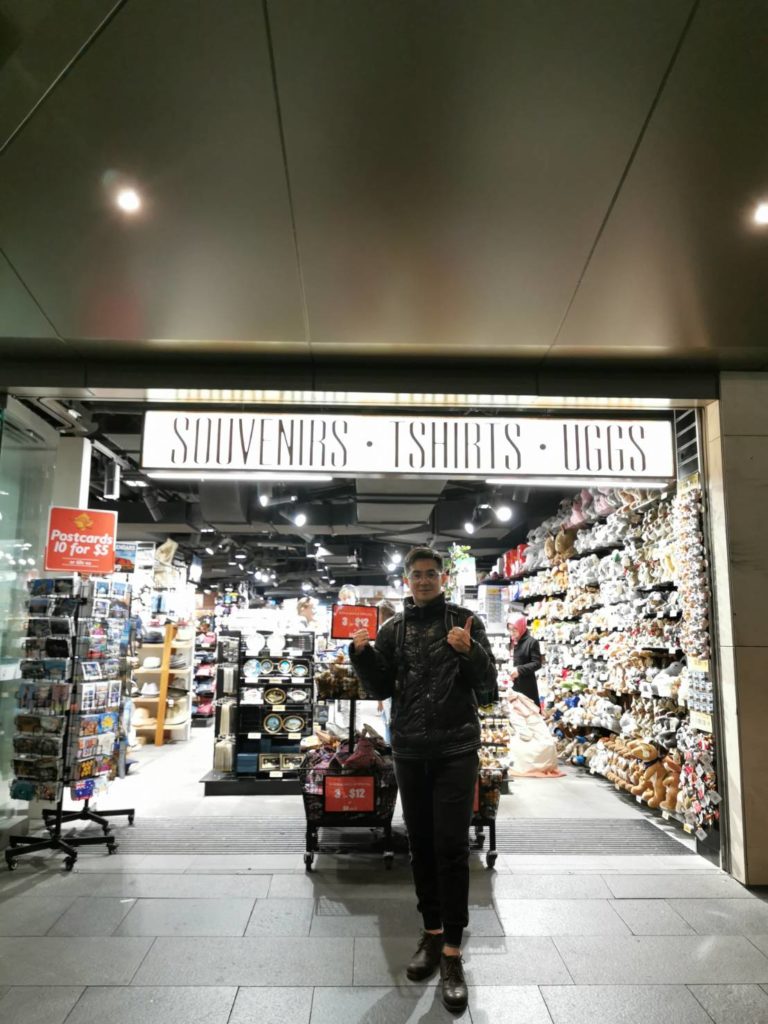 SOUVENIRS · TSHIRTS · UGGS
Postcards
10 for $5
3 for $12
3 for $12